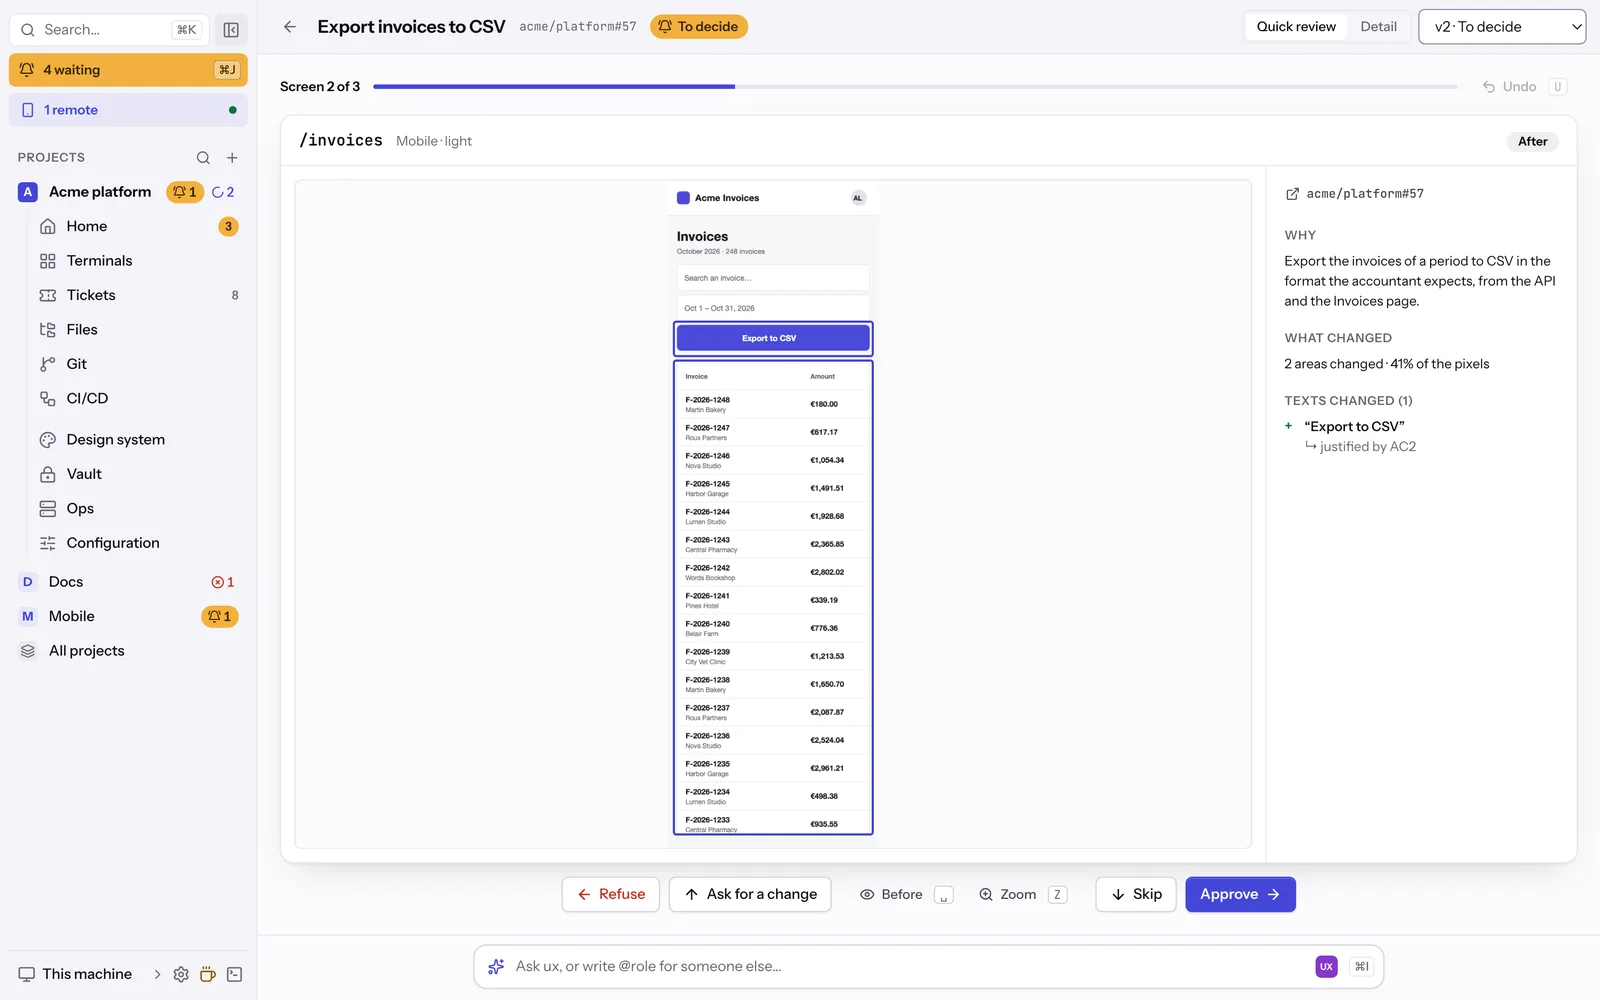 Search...
⌘K
4 waiting
⌘J
1 remote
PROJECTS
A Acme platform 1 2
Home 3
Terminals
Tickets 8
Files
Git
CI/CD
Design system
Vault
Ops
Configuration
D Docs 1
M Mobile 1
All projects
This machine
Export invoices to CSV acme/platform#57 To decide
Quick review Detail v2 · To decide
Screen 2 of 3
Undo U
/invoices Mobile · light
After
Acme Invoices AL
Invoices
October 2026 · 248 invoices
Search an invoice...
Oct 1 – Oct 31, 2026
Export to CSV
Invoice Amount
F-2026-1248 €180.00
Martin Bakery
F-2026-1247 €617.17
Roux Partners
F-2026-1246 €1,054.34
Nova Studio
F-2026-1245 €1,491.51
Harbor Garage
F-2026-1244 €1,928.68
Lumen Studio
F-2026-1243 €2,365.85
Central Pharmacy
F-2026-1242 €2,802.02
Words Bookshop
F-2026-1241 €339.19
Pines Hotel
F-2026-1240 €776.36
Belair Farm
F-2026-1239 €1,213.53
City Vet Clinic
F-2026-1238 €1,650.70
Martin Bakery
F-2026-1237 €2,087.87
Roux Partners
F-2026-1236 €2,524.04
Nova Studio
F-2026-1235 €2,961.21
Harbor Garage
F-2026-1234 €498.38
Lumen Studio
F-2026-1233 €935.55
Central Pharmacy
acme/platform#57
WHY
Export the invoices of a period to CSV in the
format the accountant expects, from the API
and the Invoices page.
WHAT CHANGED
2 areas changed · 41% of the pixels
TEXTS CHANGED (1)
+ “Export to CSV”
↳ justified by AC2
← Refuse
↑ Ask for a change
Before
Zoom Z
↓ Skip
Approve →
Ask ux, or write @role for someone else...
UX ⌘I